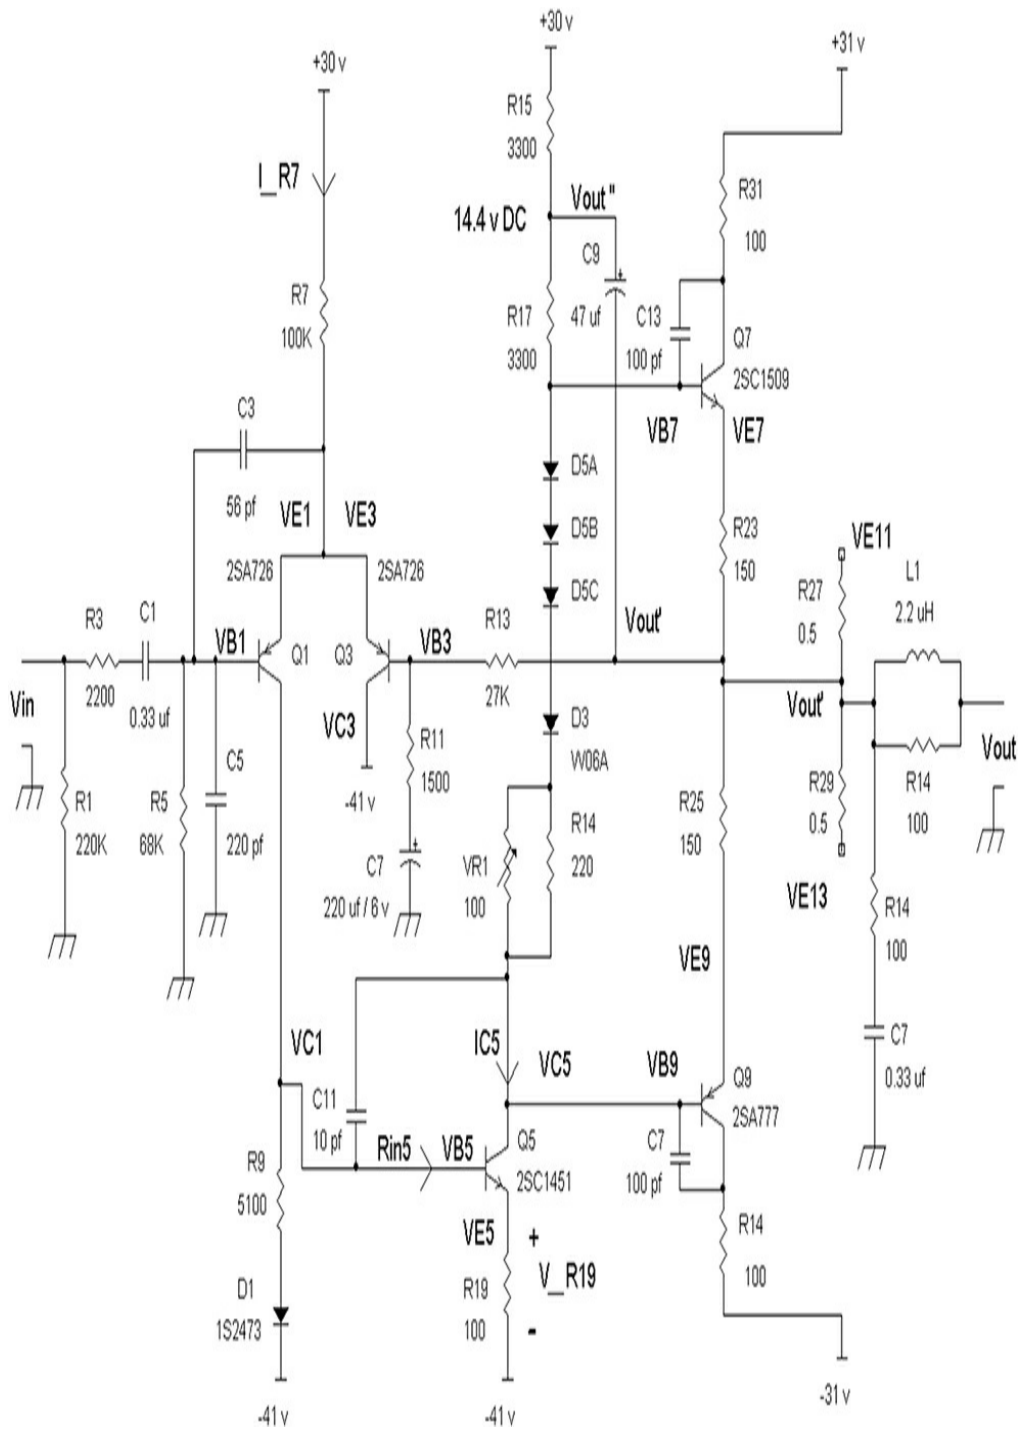 +30 v
+31 v
+30 v
R15
3300
I_R7
R31
100
Vout "
14.4 v DC
C9
47 uf
R7
100K
R17
3300
C13
100 pf
Q7
2SC1509
VB7
VE7
C3
56 pf
D5A
VE1
VE3
D5B
R23
150
VE11
L1
2.2 uH
2SA726
2SA726
D5C
R27
0.5
R3
2200
C1
0.33 uf
VB1
Q1
Q3
VB3
R13
27K
Vout'
Vin
VC3
D3
W06A
Vout'
Vout
R11
1500
C5
220 pf
R1
220K
R5
68K
-41 v
R25
150
R29
0.5
R14
100
R14
220
VR1
100
C7
220 uf / 6 v
VE13
R14
100
VE9
VC1
IC5
VC5
VB9
Q9
2SA777
C7
0.33 uf
C11
10 pf
Rin5
VB5
Q5
2SC1451
C7
100 pf
R9
5100
VE5
+
V_R19
-
R14
100
D1
1S2473
R19
100
-41 v
-41 v
-31 v